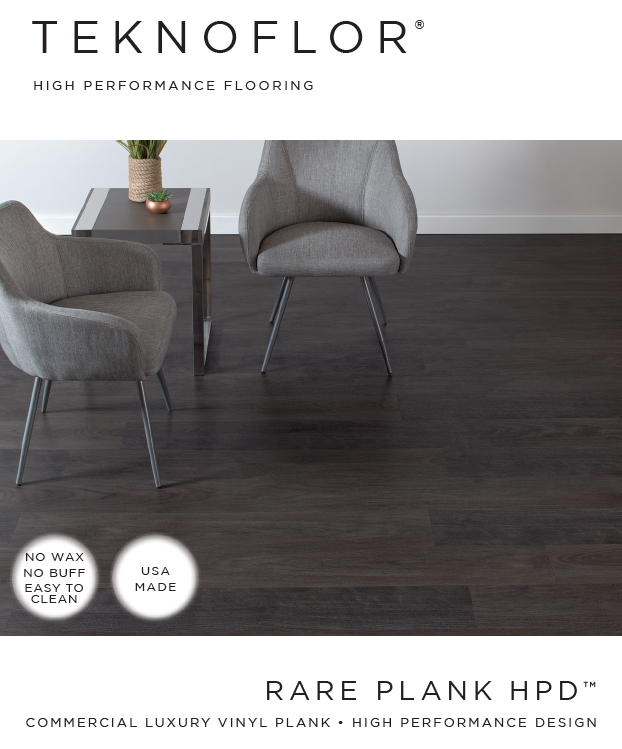 TEKNOFLOR®
HIGH PERFORMANCE FLOORING
NO WAX
NO BUFF
EASY TO
CLEAN
USA
MADE
RARE PLANK HPD™
COMMERCIAL LUXURY VINYL PLANK • HIGH PERFORMANCE DESIGN